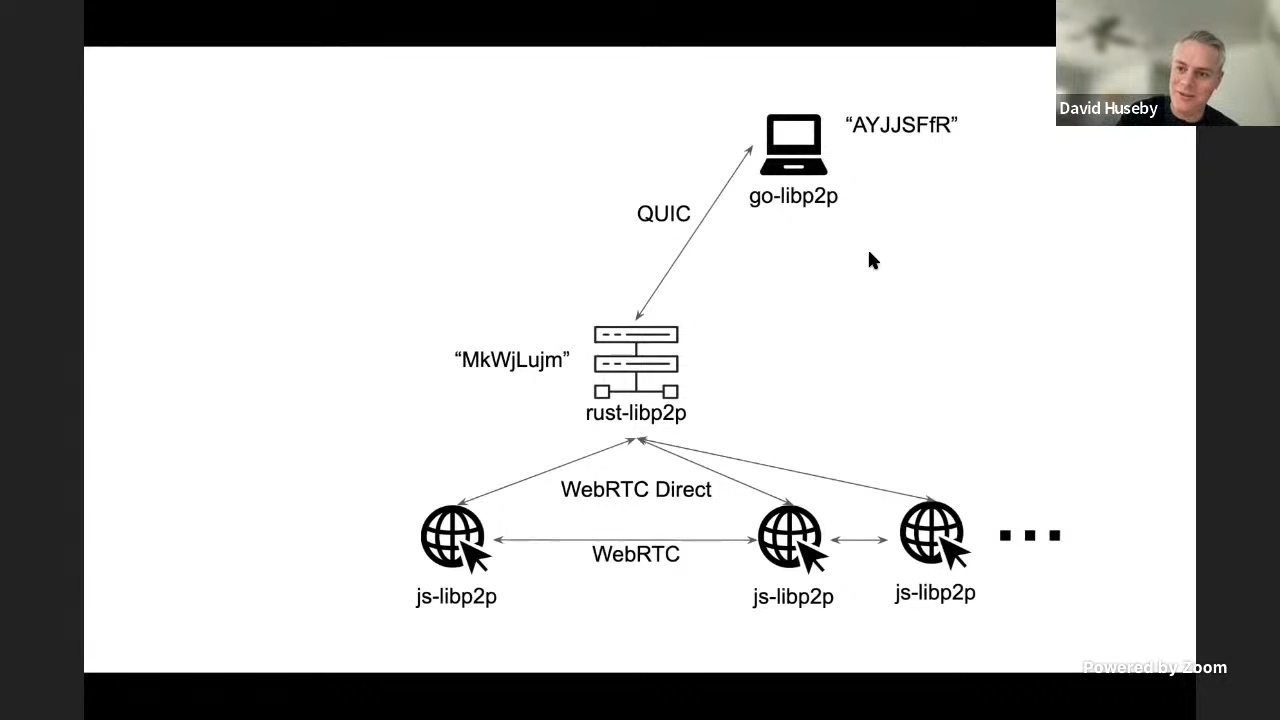 David Huseby
“AYJJSFfR”
go-libp2p
QUIC
“MkWjLujm”
rust-libp2p
WebRTC Direct
WebRTC
js-libp2p
js-libp2p
js-libp2p
Powered by Zoom